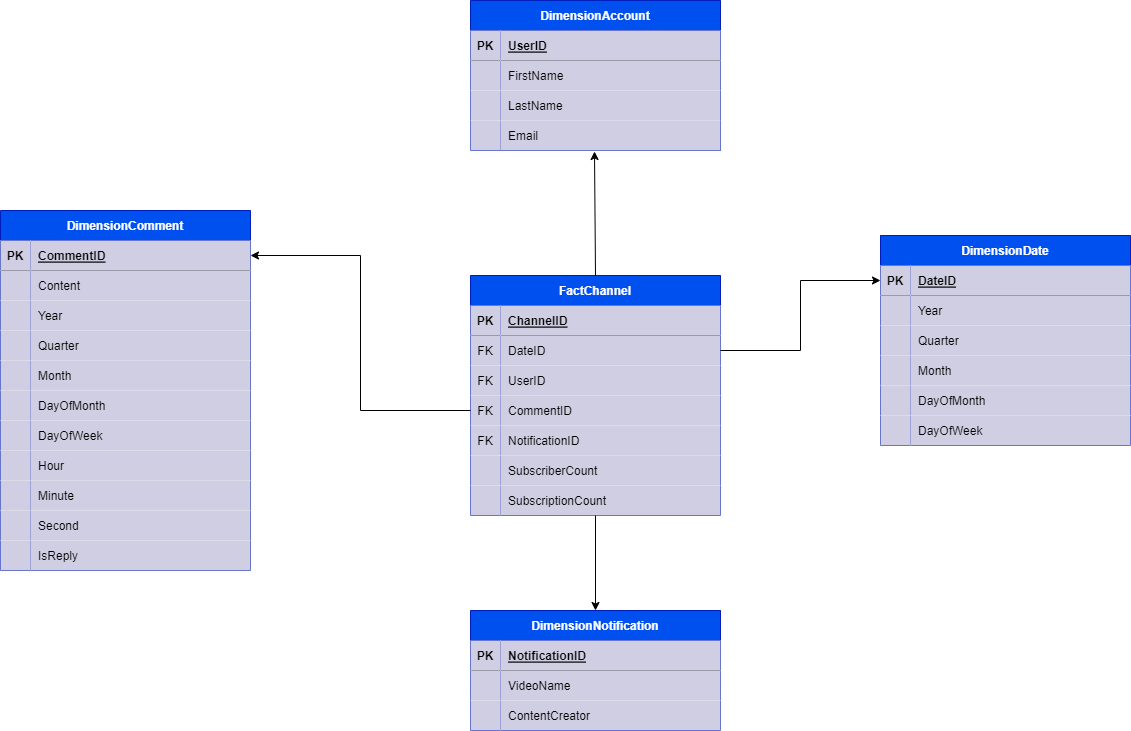 DimensionAccount
PK UserID
FirstName
LastName
Email
DimensionComment
PK CommentID
Content
Year
Quarter
Month
DayOfMonth
DayOfWeek
Hour
Minute
Second
IsReply
FactChannel
PK ChannelID
FK DateID
FK UserID
FK CommentID
FK NotificationID
SubscriberCount
SubscriptionCount
DimensionDate
PK DateID
Year
Quarter
Month
DayOfMonth
DayOfWeek
DimensionNotification
PK NotificationID
VideoName
ContentCreator